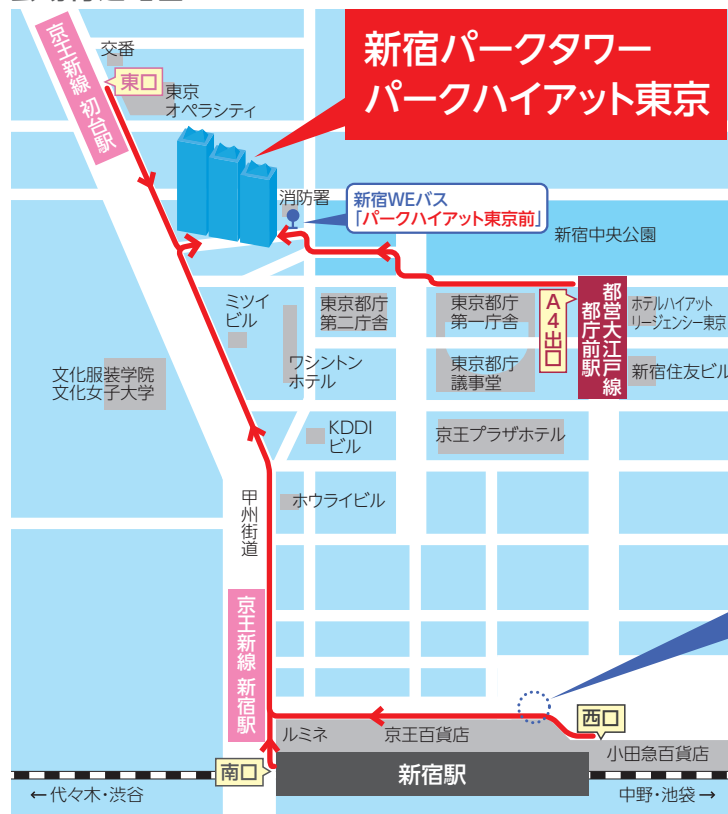 新宿パークタワー
パークハイアット東京
交番
東口
東京
オペラシティ
京王新線 初台駅
消防署
新宿WEバス
「パークハイアット東京前」
新宿中央公園
ミツイ
ビル
東京都庁
第二庁舎
東京都庁
第一庁舎
A4出口
都営大江戸線
都庁前駅
ホテルハイアット
リージェンシー東京
文化服装学院
文化女子大学
ワシントン
ホテル
東京都庁
議事堂
新宿住友ビル
KDDI
ビル
京王プラザホテル
甲州街道
ホウライビル
京王新線 新宿駅
西口
ルミネ
京王百貨店
小田急百貨店
南口
新宿駅
←代々木・渋谷
中野・池袋→